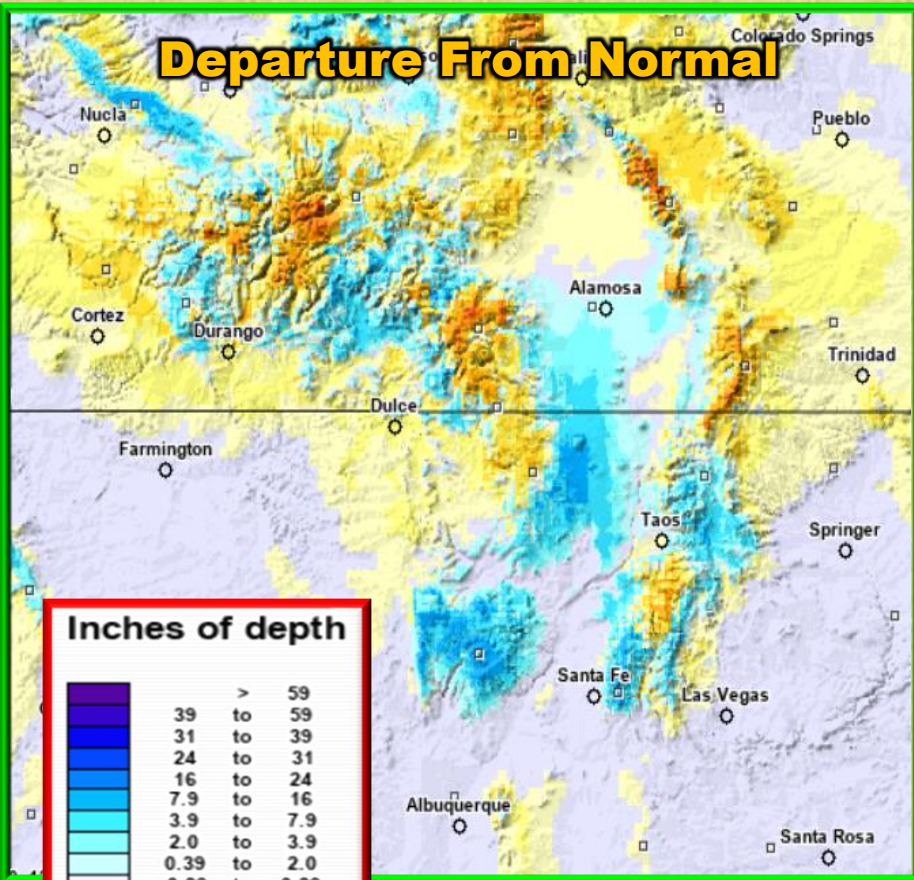 Departure From Normal
Colorado Springs
Nucla
Pueblo
Alamosa
Cortez
Durango
Trinidad
Dulce
Farmington
Taos
Springer
Santa Fe
Las Vegas
Albuquerque
Santa Rosa
Inches of depth
> 59
39 to 59
31 to 39
24 to 31
16 to 24
7.9 to 16
3.9 to 7.9
2.0 to 3.9
0.39 to 2.0